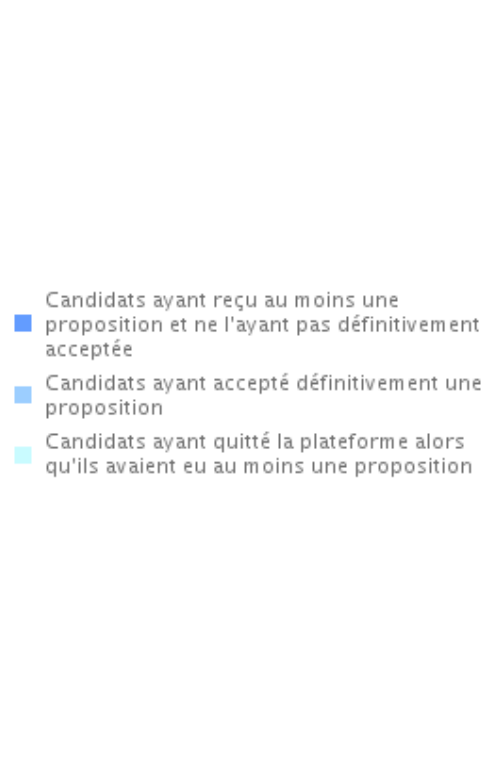 Candidats ayant reçu au moins une
proposition et ne l'ayant pas définitivement
acceptée
Candidats ayant accepté définitivement une
proposition
Candidats ayant quitté la plateforme alors
qu'ils avaient eu au moins une proposition